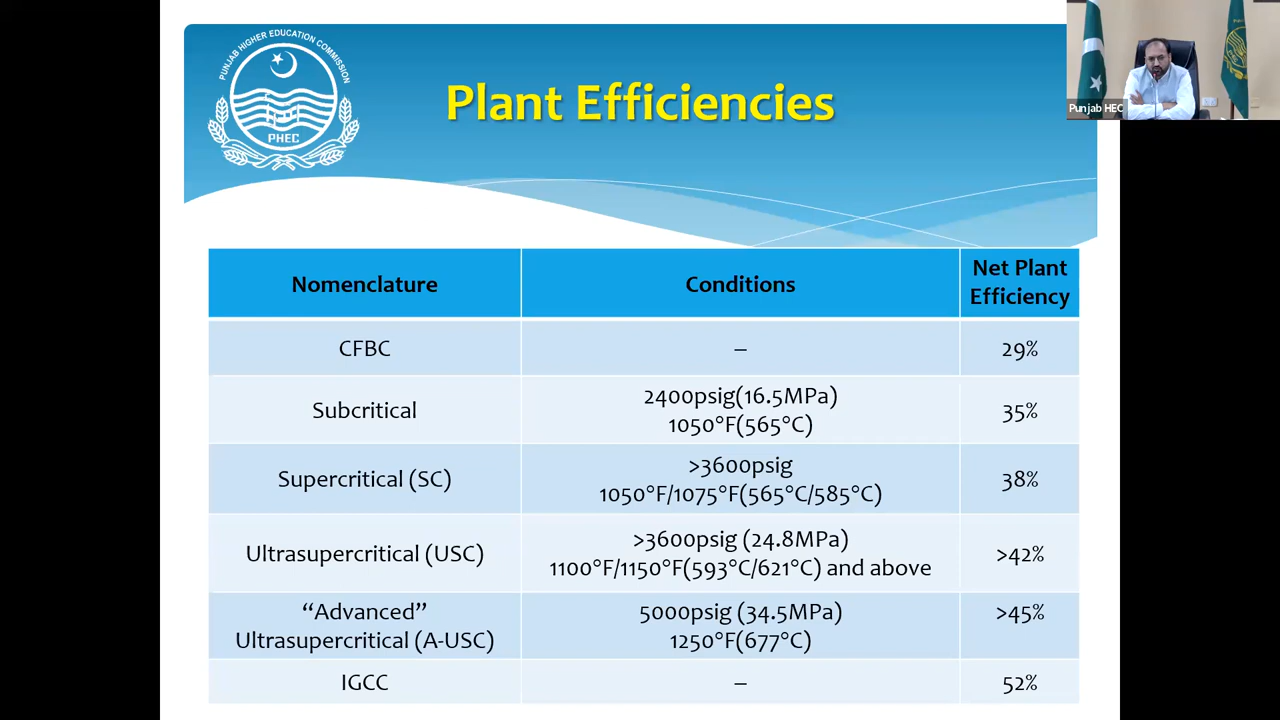 PUNJAB HIGHER EDUCATION COMMISSION
PHEC
Plant Efficiencies
Punjab HEC
Nomenclature
Conditions
Net Plant
Efficiency
CFBC
–
29%
Subcritical
2400psig(16.5MPa)
1050°F(565°C)
35%
Supercritical (SC)
>3600psig
1050°F/1075°F(565°C/585°C)
38%
Ultrasupercritical (USC)
>3600psig (24.8MPa)
1100°F/1150°F(593°C/621°C) and above
>42%
“Advanced”
Ultrasupercritical (A-USC)
5000psig (34.5MPa)
1250°F(677°C)
>45%
IGCC
–
52%